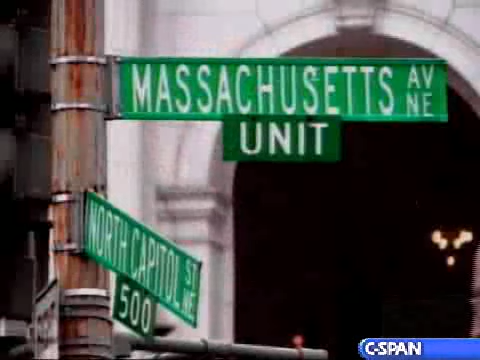 MASSACHUSETTS AV NE
UNIT
NORTH CAPITOL ST NE
500
C-SPAN